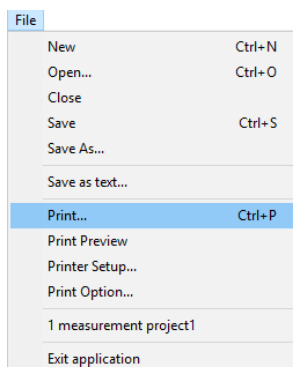 File
New Ctrl+N
Open... Ctrl+O
Close
Save Ctrl+S
Save As...
Save as text...
Print... Ctrl+P
Print Preview
Printer Setup...
Print Option...
1 measurement project1
Exit application